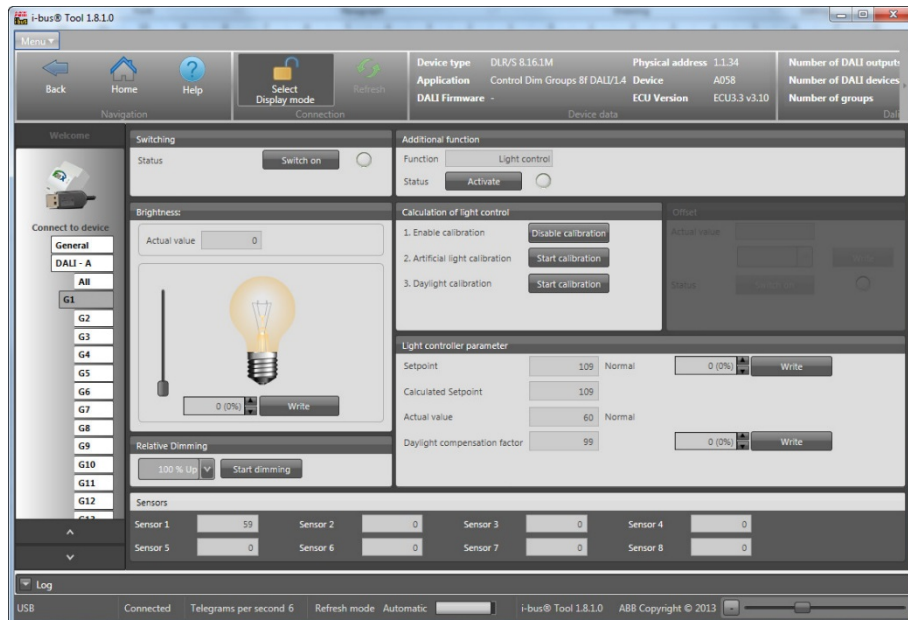 i-bus® Tool 1.8.1.0
Menu
Back
Home
Help
Navigation
Select
Display mode
Refresh
Connection
Device type DLR/S 8.16.1M Physical address 1.1.34
Application Control Dim Groups 8f DALI/1.4 Device A058
DALI Firmware - ECU Version ECU3.3 v3.10
Device data
Number of DALI outputs
Number of DALI devices
Number of groups
Dali
Welcome
Connect to device
General
DALI - A
All
G1
G2
G3
G4
G5
G6
G7
G8
G9
G10
G11
G12
G13
Switching
Status Switch on
Additional function
Function Light control
Status Activate
Brightness:
Actual value 0
0 (0%) Write
Calculation of light control
1. Enable calibration Disable calibration
2. Artificial light calibration Start calibration
3. Daylight calibration Start calibration
Offset
Actual value
Write
Status Switch on
Light controller parameter
Setpoint 109 Normal 0 (0%) Write
Calculated Setpoint 109
Actual value 60 Normal
Daylight compensation factor 99 0 (0%) Write
Relative Dimming
100 % Up Start dimming
Sensors
Sensor 1 59 Sensor 2 0 Sensor 3 0 Sensor 4 0
Sensor 5 0 Sensor 6 0 Sensor 7 0 Sensor 8 0
Log
USB Connected Telegrams per second 6 Refresh mode Automatic i-bus® Tool 1.8.1.0 ABB Copyright © 2013